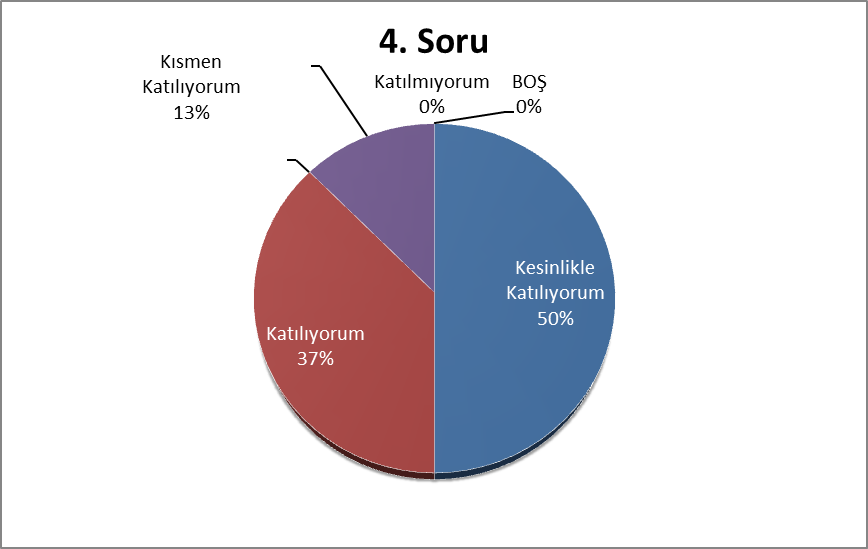 4. Soru
Kısmen
Katılıyorum
13%
Katılmıyorum
0%
BOŞ
0%
Kesinlikle
Katılıyorum
50%
Katılıyorum
37%